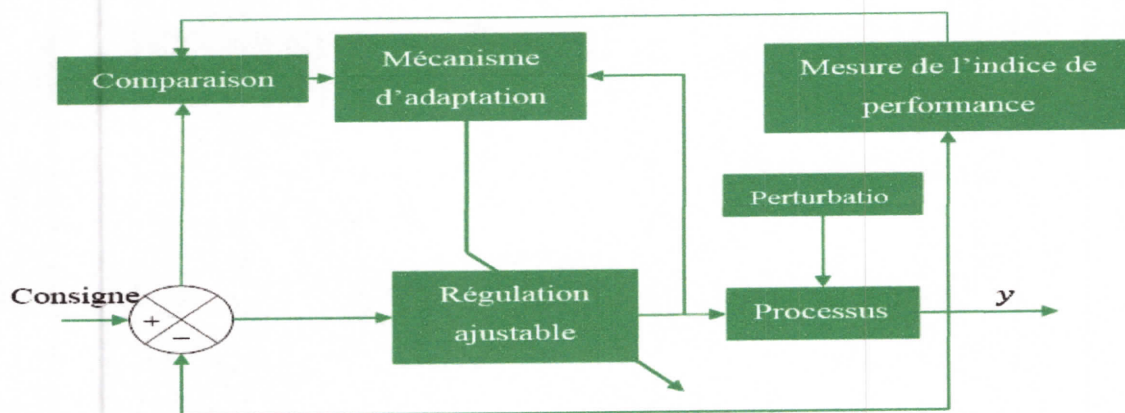 Comparaison
Mécanisme
d'adaptation
Mesure de l'indice de
performance
Perturbatio
Consigne
+
−
Régulation
ajustable
Processus
y